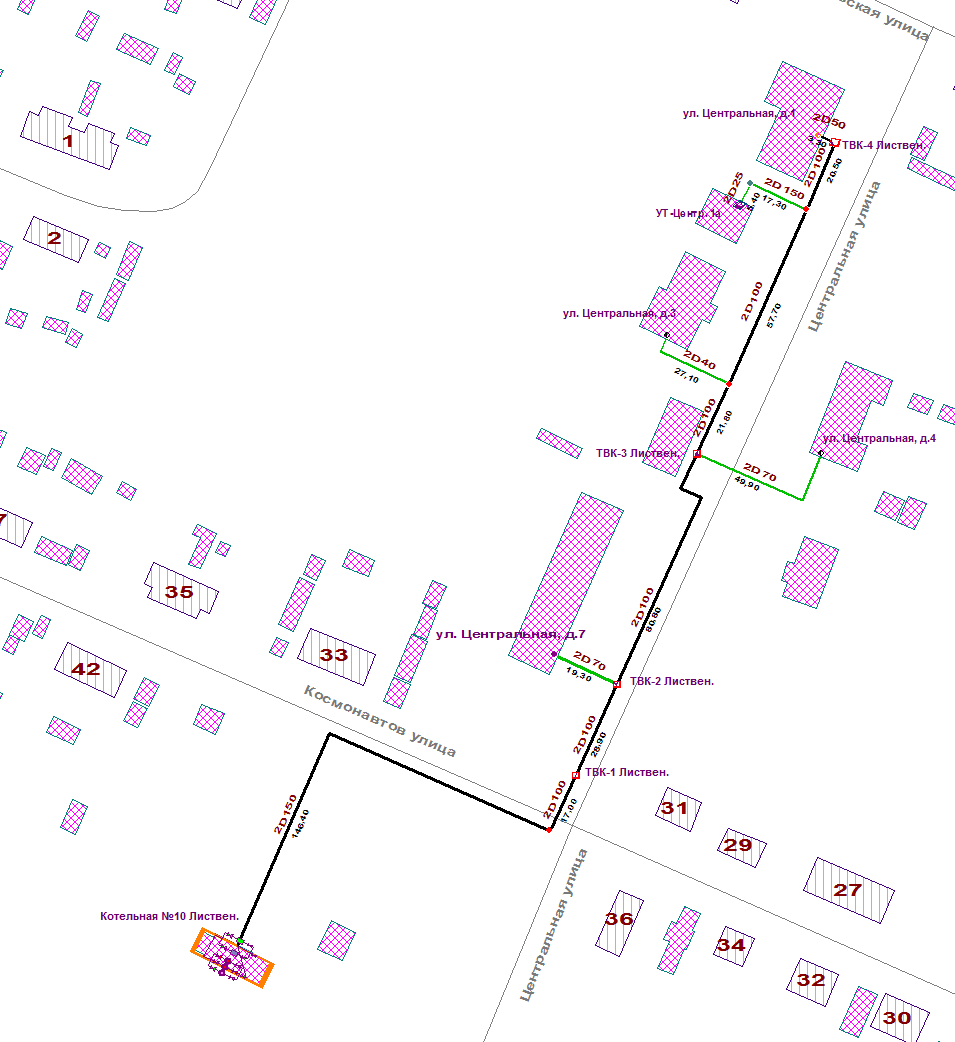 вская улица
1
ул. Центральная, д.1
2D50
ТВК-4 Листвен.
2D100
20.50
2D25
2D150
17,30
УТ-Центр. 1а
2
Центральная улица
2D100
57.70
ул. Центральная, д.3
2D40
27,10
2D100
21.80
ул. Центральная, д.4
ТВК-3 Листвен.
2D70
49,90
7
35
2D100
80.80
ул. Центральная, д.7
33
2D70
19,30
42
ТВК-2 Листвен.
Космонавтов улица
2D100
28.90
ТВК-1 Листвен.
2D100
17.00
2D150
146.40
31
29
27
Котельная №10 Листвен.
Центральная улица
36
34
32
30